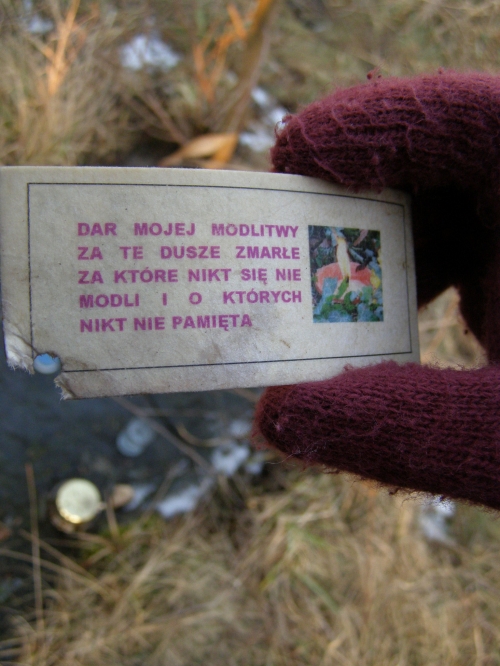 DAR MOJEJ MODLITWY
ZA TE DUSZE ZMARŁE
ZA KTÓRE NIKT SIĘ NIE
MODLI I O KTÓRYCH
NIKT NIE PAMIĘTA